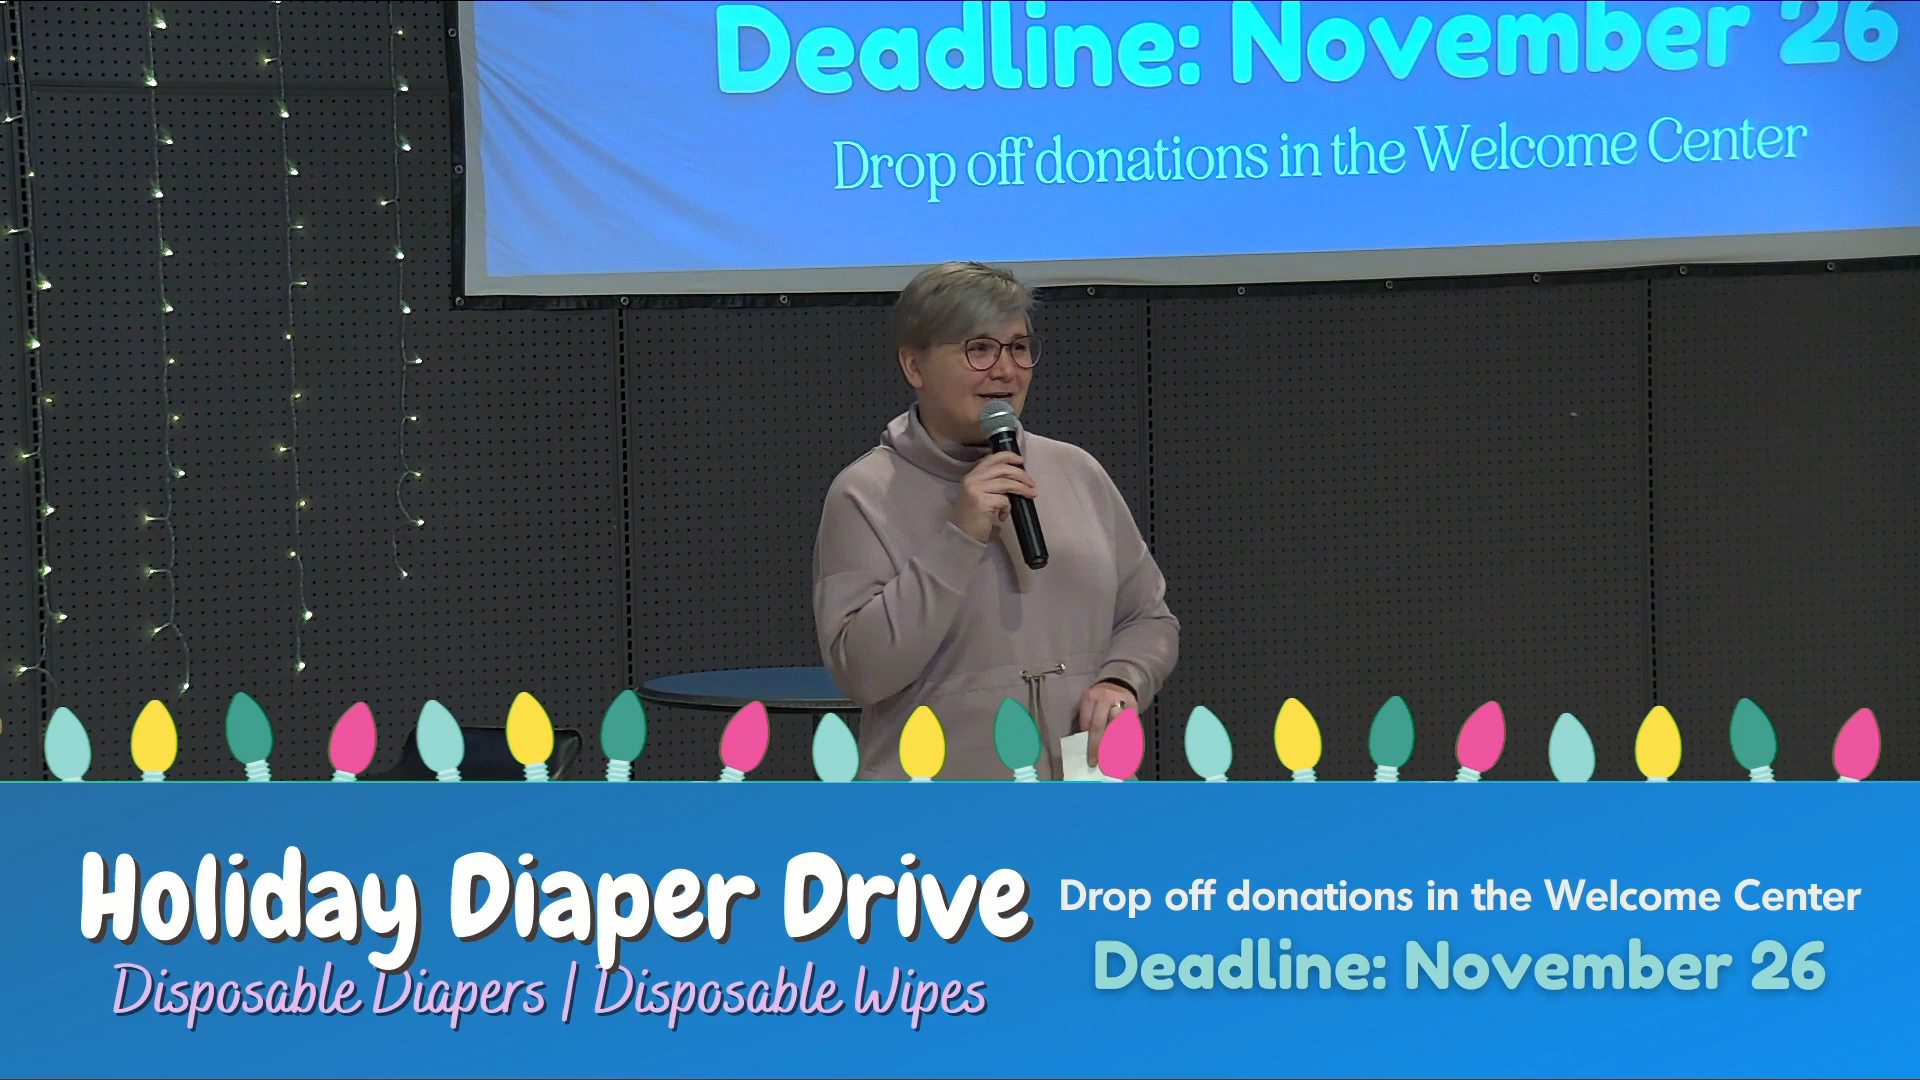 Deadline: November 26
Drop off donations in the Welcome Center
Holiday Diaper Drive
Disposable Diapers | Disposable Wipes
Drop off donations in the Welcome Center
Deadline: November 26